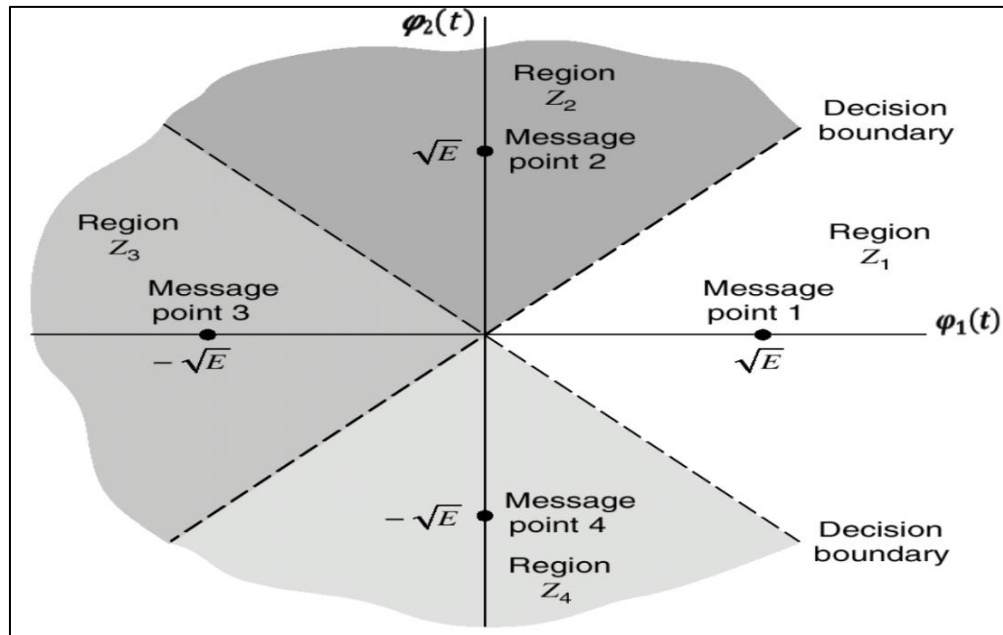 φ₂(t)
Region
Z₂
Decision
boundary
√E
Message
point 2
Region
Z₃
Region
Z₁
Message
point 3
Message
point 1
φ₁(t)
− √E
√E
− √E
Message
point 4
Decision
boundary
Region
Z₄